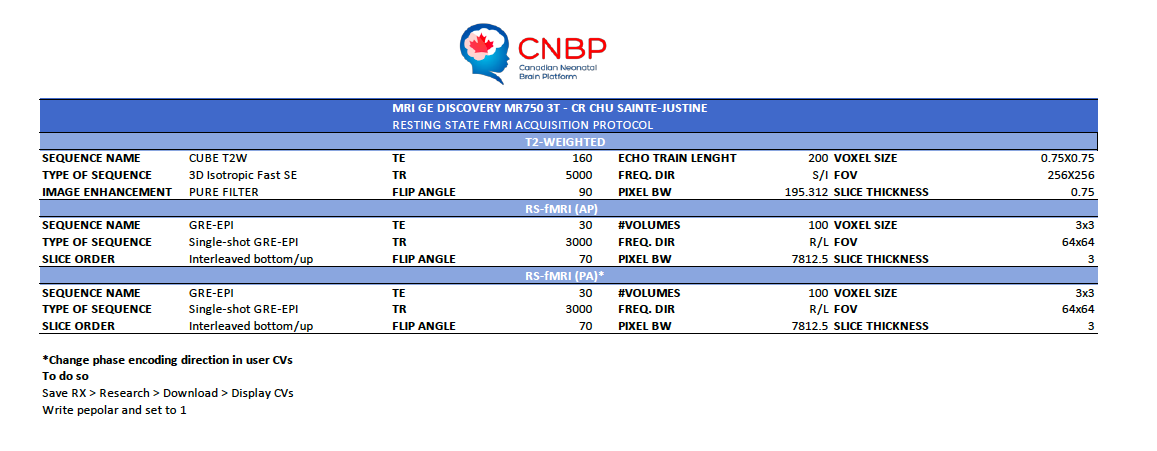 CNBP
Canadian Neonatal
Brain Platform
MRI GE DISCOVERY MR750 3T - CR CHU SAINTE-JUSTINE
RESTING STATE FMRI ACQUISITION PROTOCOL
T2-WEIGHTED
SEQUENCE NAME CUBE T2W TE 160 ECHO TRAIN LENGHT 200 VOXEL SIZE 0.75X0.75
TYPE OF SEQUENCE 3D Isotropic Fast SE TR 5000 FREQ. DIR S/I FOV 256X256
IMAGE ENHANCEMENT PURE FILTER FLIP ANGLE 90 PIXEL BW 195.312 SLICE THICKNESS 0.75
RS-fMRI (AP)
SEQUENCE NAME GRE-EPI TE 30 #VOLUMES 100 VOXEL SIZE 3x3
TYPE OF SEQUENCE Single-shot GRE-EPI TR 3000 FREQ. DIR R/L FOV 64x64
SLICE ORDER Interleaved bottom/up FLIP ANGLE 70 PIXEL BW 7812.5 SLICE THICKNESS 3
RS-fMRI (PA)*
SEQUENCE NAME GRE-EPI TE 30 #VOLUMES 100 VOXEL SIZE 3x3
TYPE OF SEQUENCE Single-shot GRE-EPI TR 3000 FREQ. DIR R/L FOV 64x64
SLICE ORDER Interleaved bottom/up FLIP ANGLE 70 PIXEL BW 7812.5 SLICE THICKNESS 3
*Change phase encoding direction in user CVs
To do so
Save RX > Research > Download > Display CVs
Write pepolar and set to 1